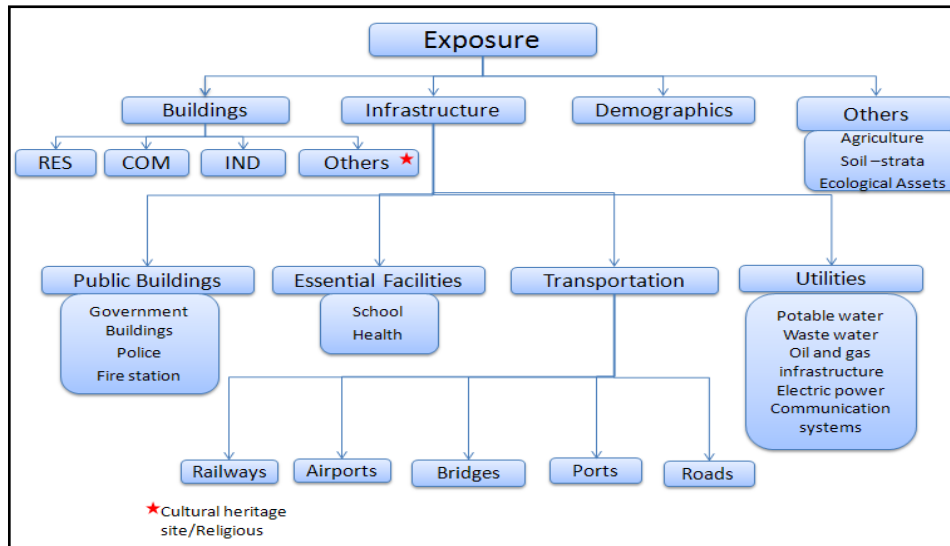 Exposure
Buildings
Infrastructure
Demographics
Others
RES
COM
IND
Others
Agriculture
Soil –strata
Ecological Assets
Public Buildings
Essential Facilities
Transportation
Utilities
Government
Buildings
Police
Fire station
School
Health
Potable water
Waste water
Oil and gas
infrastructure
Electric power
Communication
systems
Railways
Airports
Bridges
Ports
Roads
Cultural heritage
site/Religious